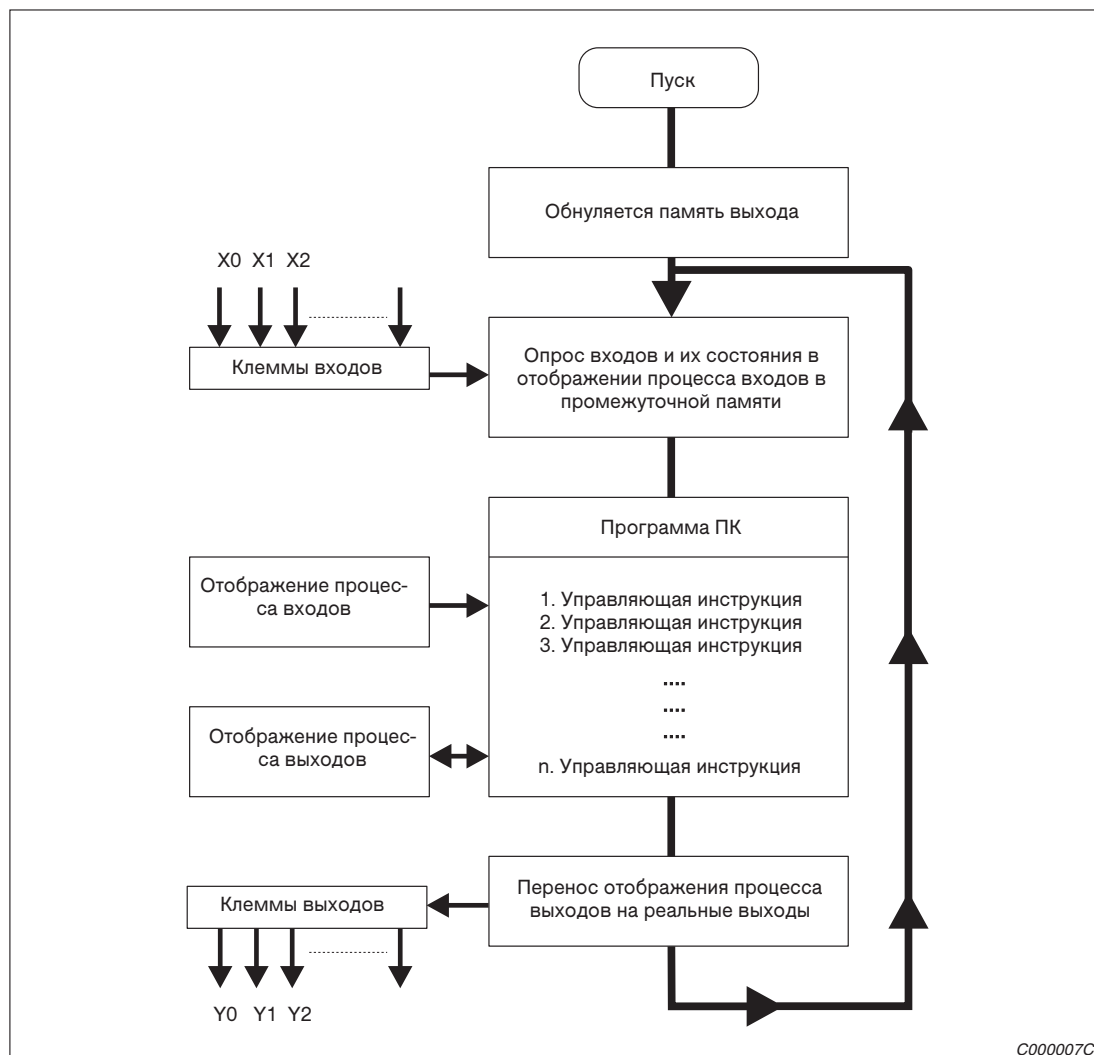 Пуск
Обнуляется память выхода
X0 X1 X2
Клеммы входов
Опрос входов и их состояния в
отображении процесса входов в
промежуточной памяти
Программа ПК
Отображение процес-
са входов
1. Управляющая инструкция
2. Управляющая инструкция
3. Управляющая инструкция
....
....
....
n. Управляющая инструкция
Отображение процес-
са выходов
Перенос отображения процесса
выходов на реальные выходы
Клеммы выходов
Y0 Y1 Y2
C000007C